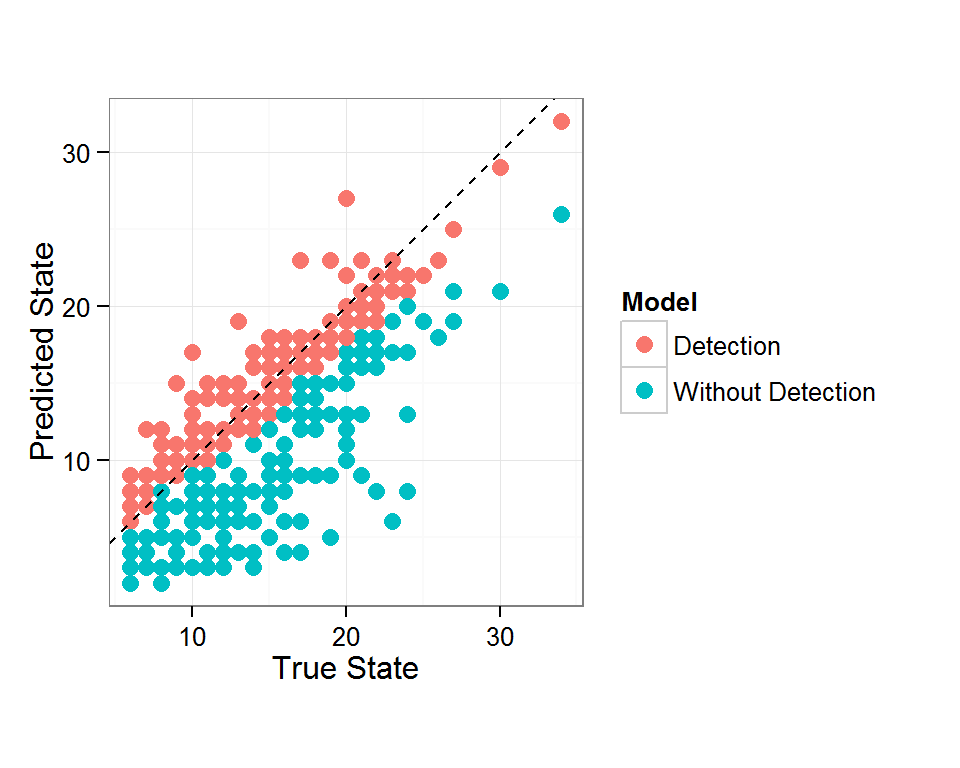 30
20
10
Predicted State
10 20 30
True State
Model
Detection
Without Detection